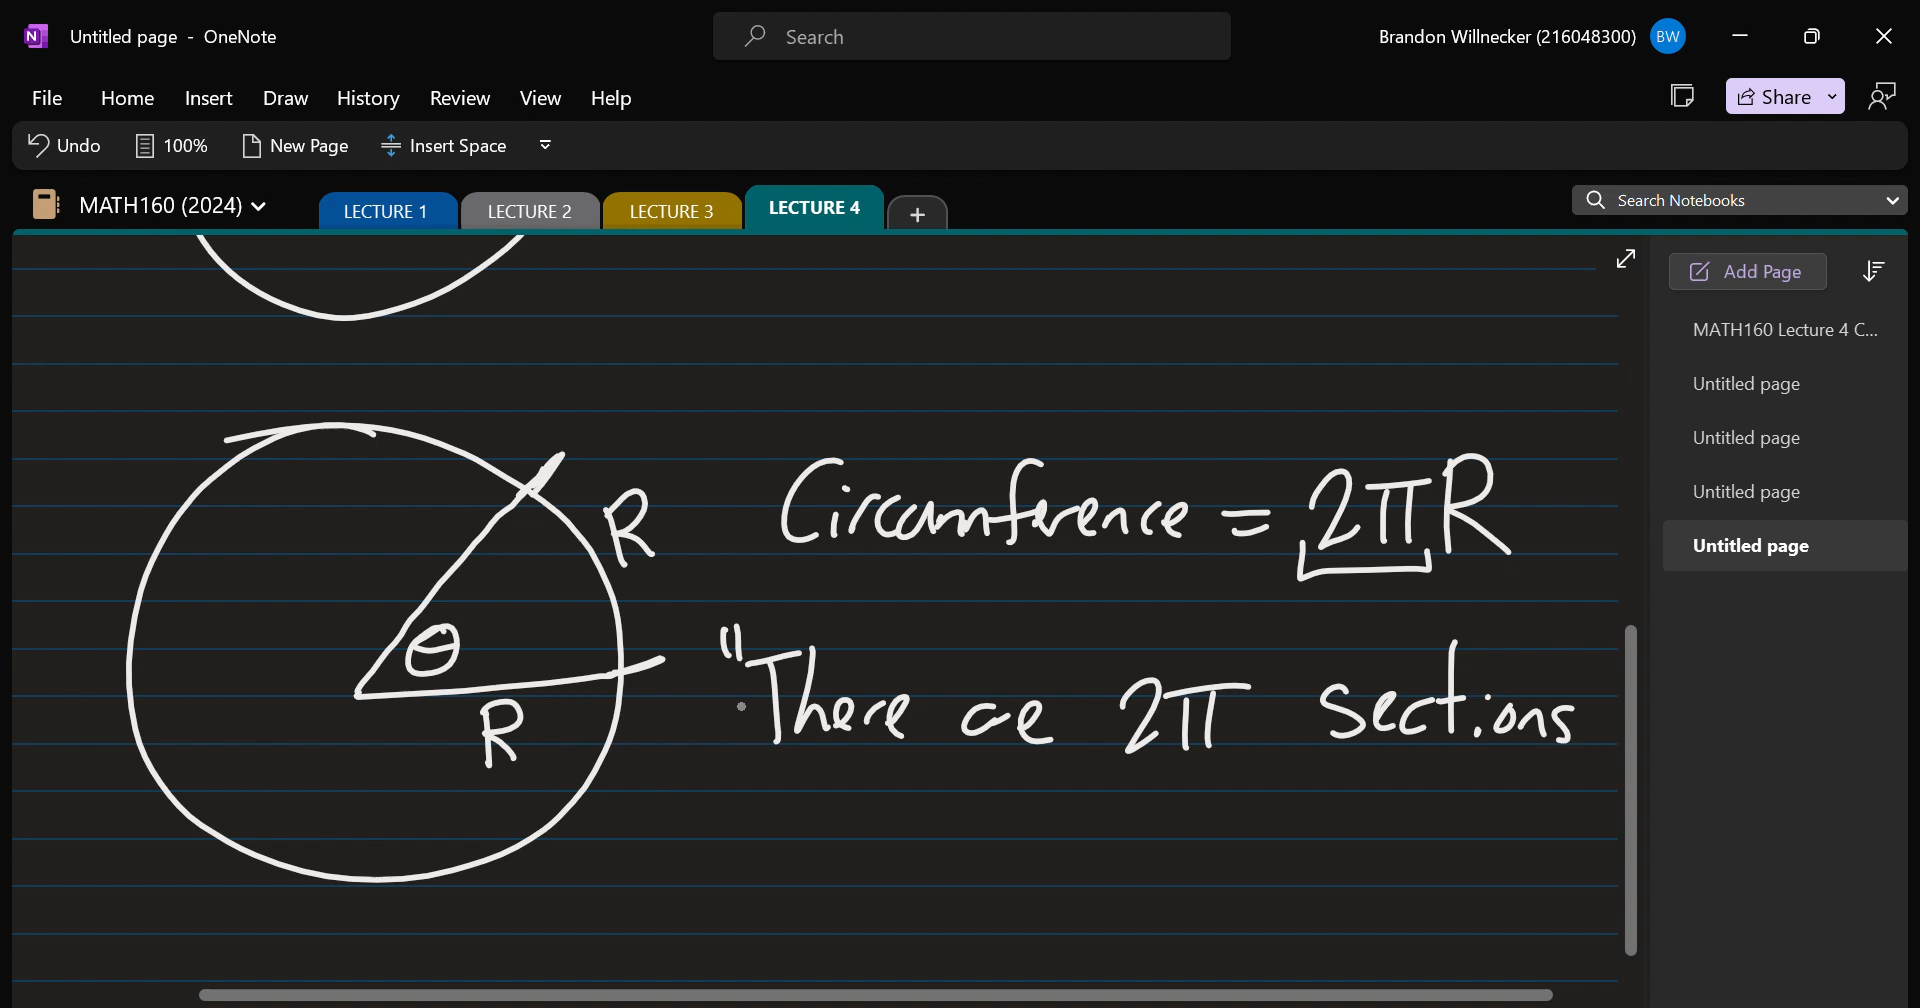 Untitled page - OneNote
Search
Brandon Willnecker (216048300) BW
File Home Insert Draw History Review View Help
Share
Undo 100% New Page Insert Space
MATH160 (2024) LECTURE 1 LECTURE 2 LECTURE 3 LECTURE 4 +
Search Notebooks
Add Page
MATH160 Lecture 4 C...
Untitled page
Untitled page
Untitled page
Untitled page
R
θ
R
Circumference = 2πR
"There are 2π sections